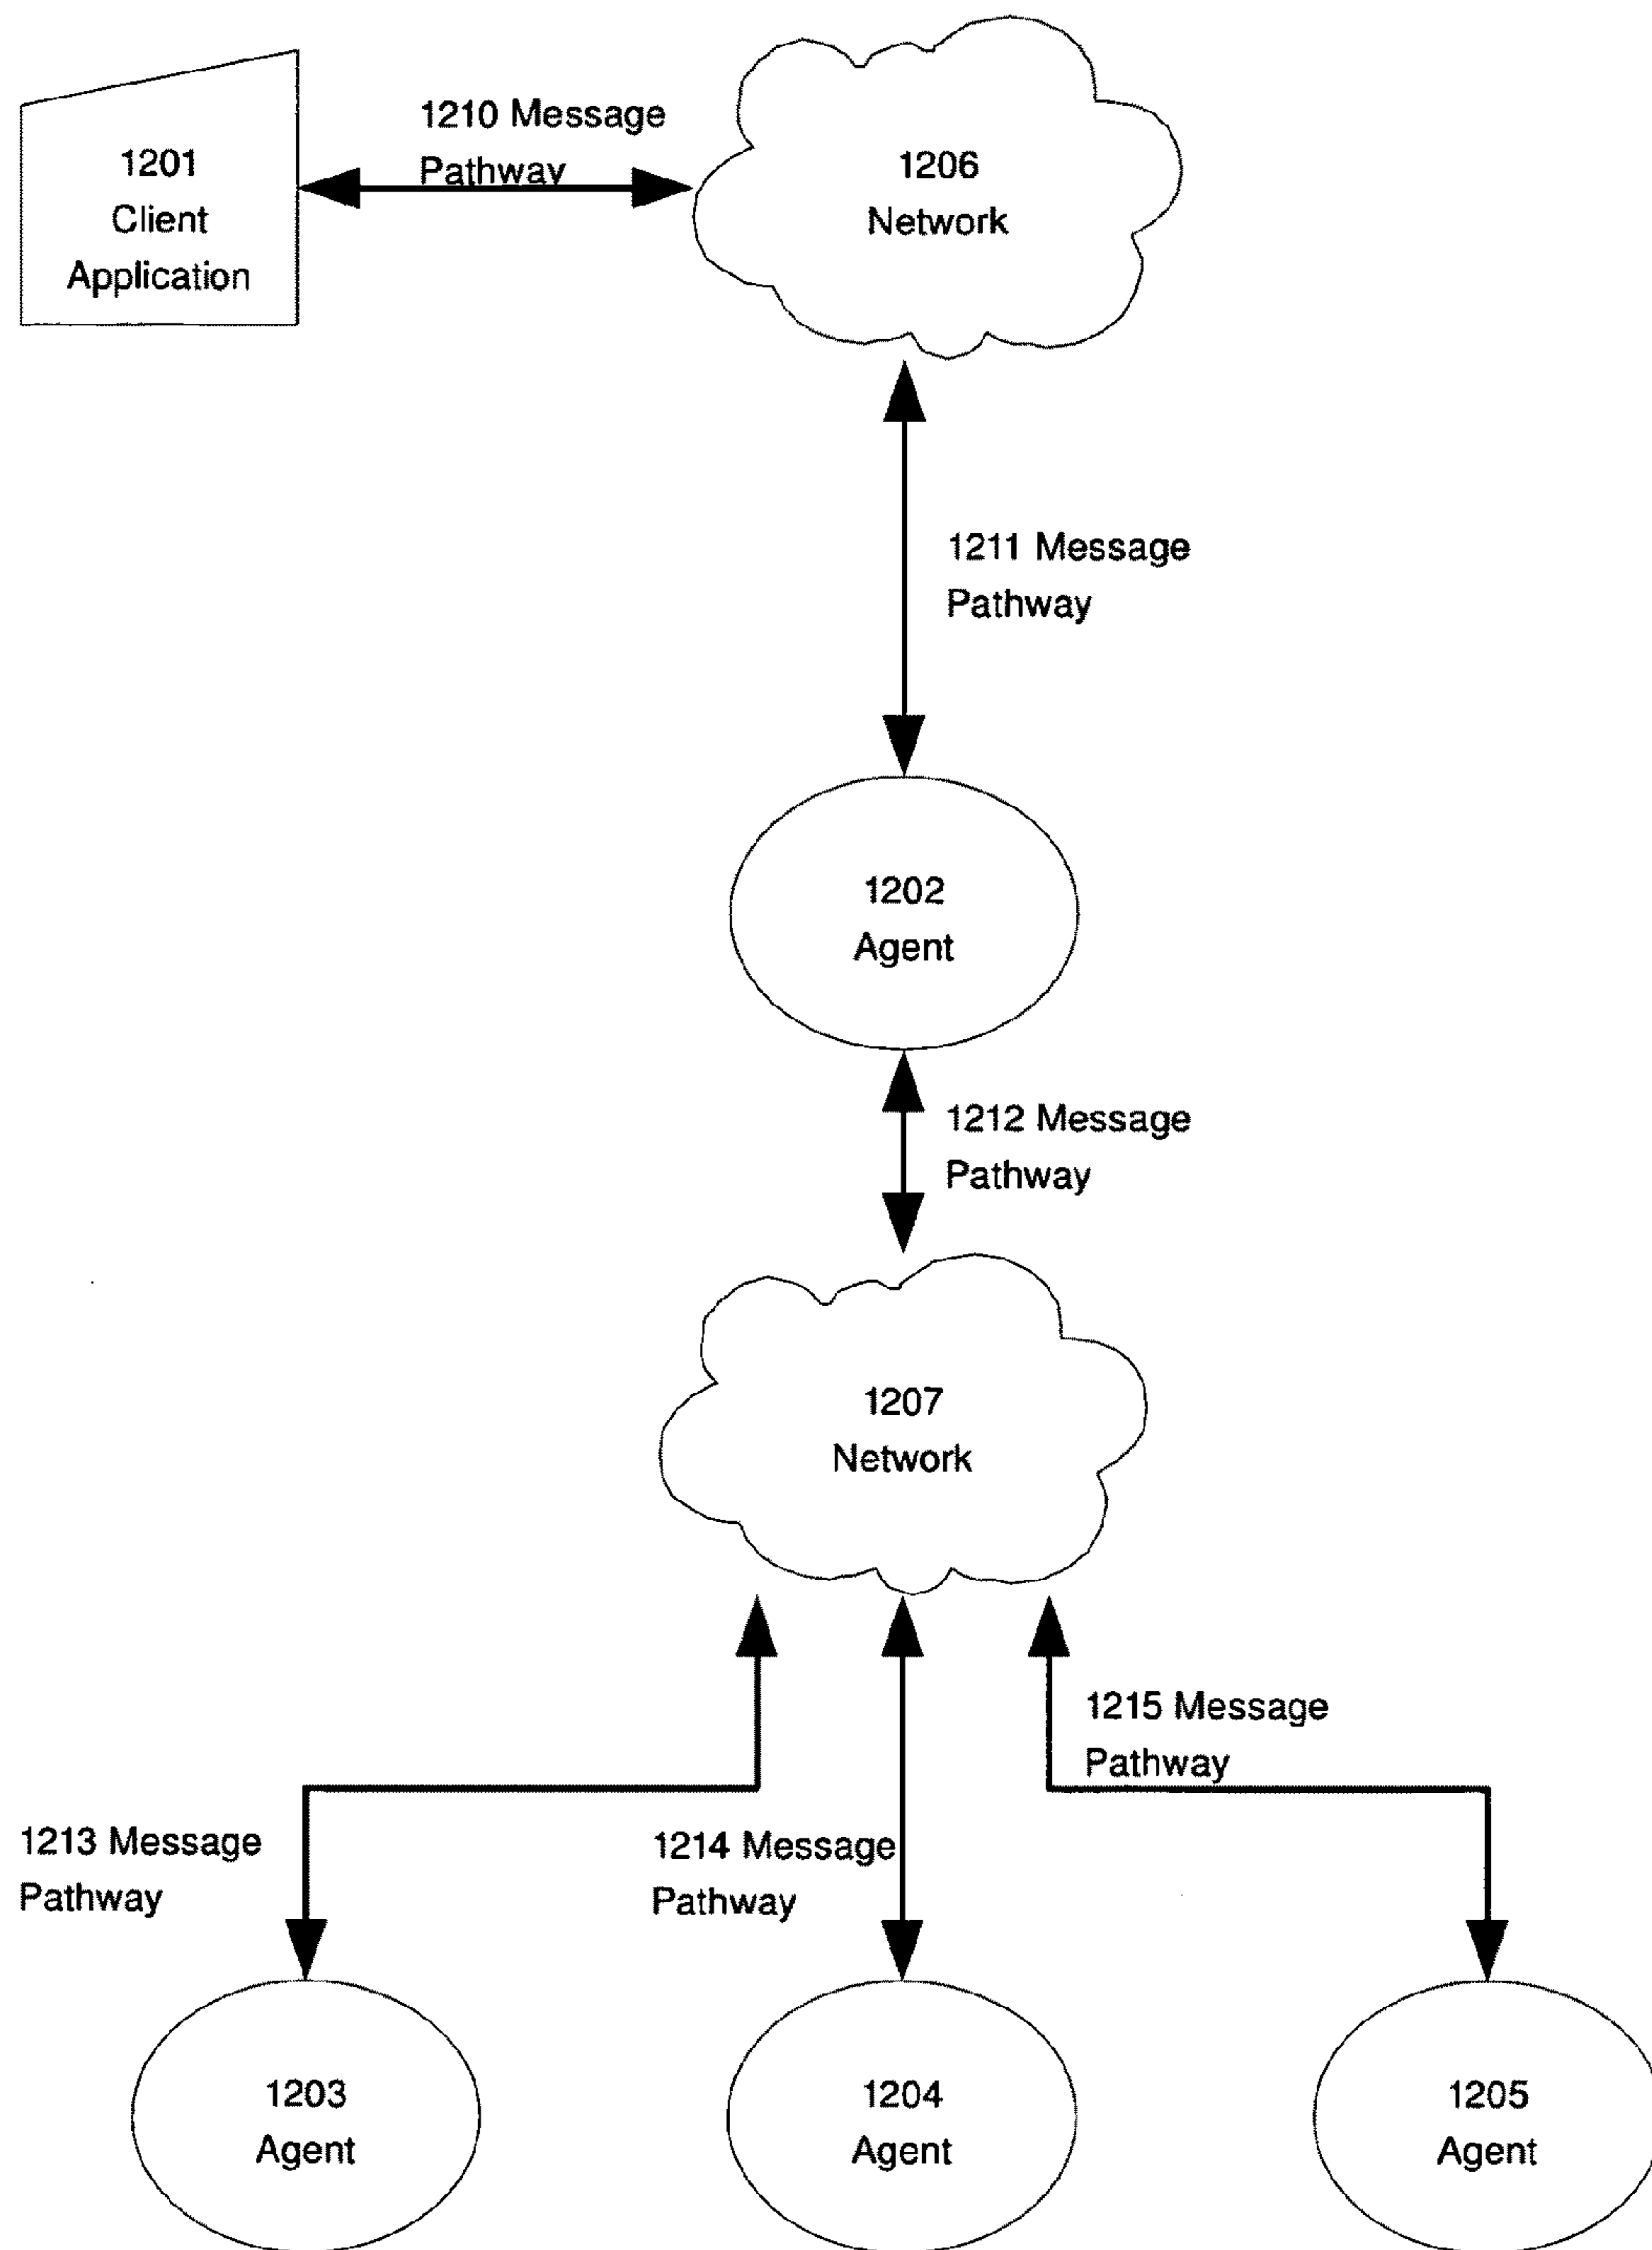 1201
Client
Application
1210 Message
Pathway
1206
Network
1211 Message
Pathway
1202
Agent
1212 Message
Pathway
1207
Network
1215 Message
Pathway
1213 Message
Pathway
1214 Message
Pathway
1203
Agent
1204
Agent
1205
Agent